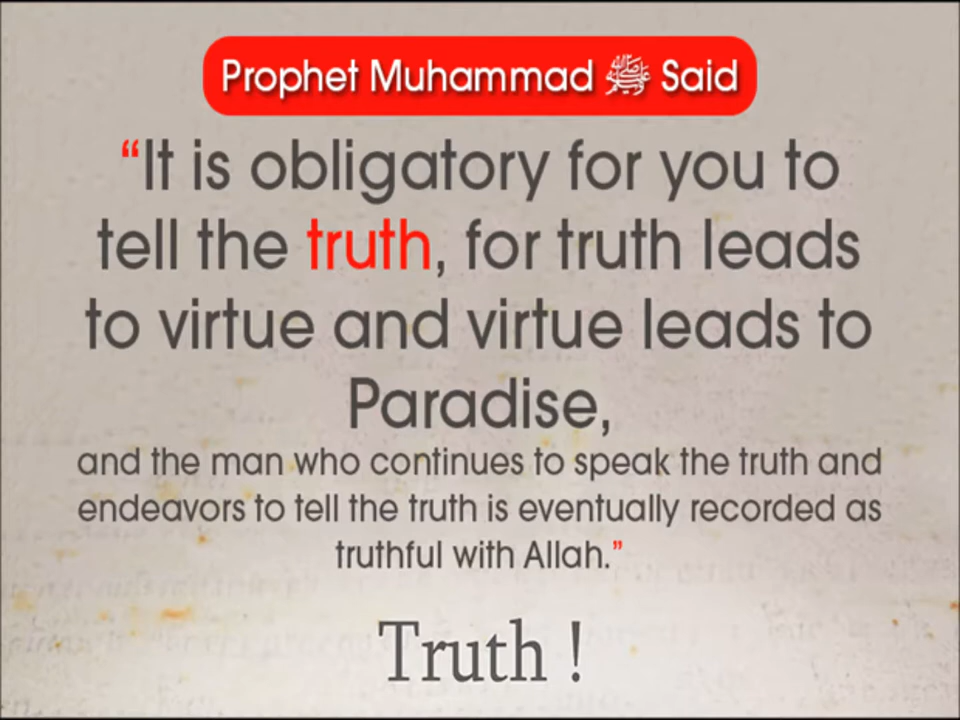 Prophet Muhammad ﷺ Said
“It is obligatory for you to
tell the truth, for truth leads
to virtue and virtue leads to
Paradise,
and the man who continues to speak the truth and
endeavors to tell the truth is eventually recorded as
truthful with Allah.”
Truth !